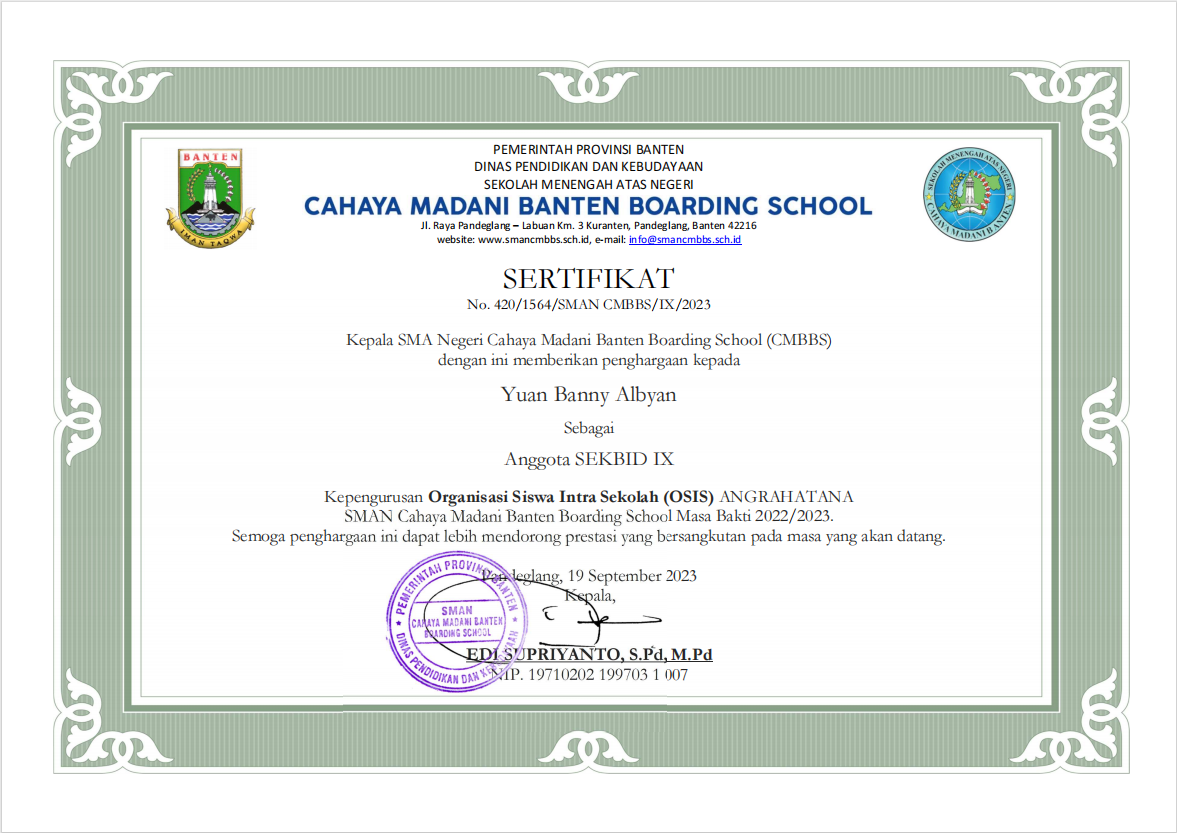 BANTEN
IMAN TAQWA
PEMERINTAH PROVINSI BANTEN
DINAS PENDIDIKAN DAN KEBUDAYAAN
SEKOLAH MENENGAH ATAS NEGERI
CAHAYA MADANI BANTEN BOARDING SCHOOL
Jl. Raya Pandeglang – Labuan Km. 3 Kuranten, Pandeglang, Banten 42216
website: www.smancmbbs.sch.id, e-mail: info@smancmbbs.sch.id
SEKOLAH MENENGAH ATAS NEGERI
CAHAYA MADANI BANTEN
SERTIFIKAT
No. 420/1564/SMAN CMBBS/IX/2023
Kepala SMA Negeri Cahaya Madani Banten Boarding School (CMBBS)
dengan ini memberikan penghargaan kepada
Yuan Banny Albyan
Sebagai
Anggota SEKBID IX
Kepengurusan Organisasi Siswa Intra Sekolah (OSIS) ANGRAHATANA
SMAN Cahaya Madani Banten Boarding School Masa Bakti 2022/2023.
Semoga penghargaan ini dapat lebih mendorong prestasi yang bersangkutan pada masa yang akan datang.
Pandeglang, 19 September 2023
Kepala,
PEMERINTAH PROVINSI BANTEN
SMAN
CAHAYA MADANI BANTEN
BOARDING SCHOOL
DINAS PENDIDIKAN DAN
EDI SUPRIYANTO, S.Pd, M.Pd
NIP. 19710202 199703 1 007